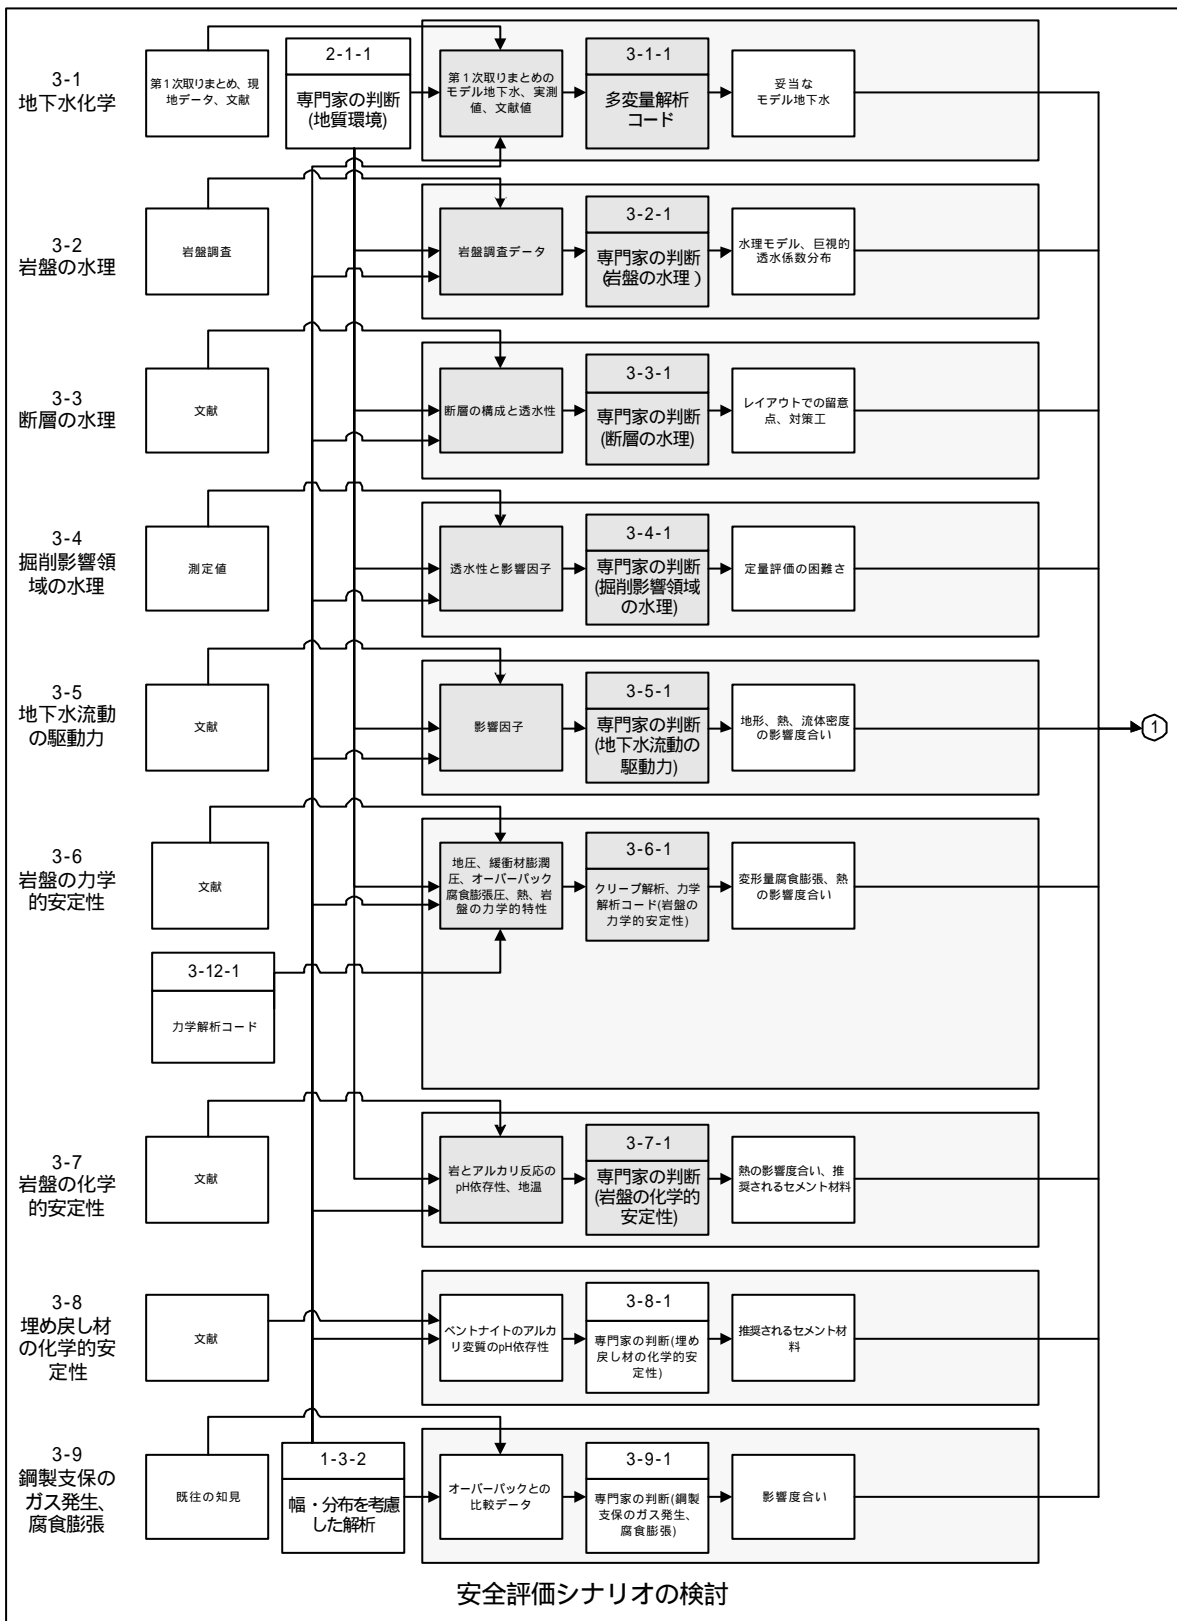 3-1
地下水化学
第1次取りまとめ、現
地データ、文献
2-1-1
専門家の判断
(地質環境)
第1次取りまとめの
モデル地下水、実測
値、文献値
3-1-1
多変量解析
コード
妥当な
モデル地下水
3-2
岩盤の水理
岩盤調査
岩盤調査データ
3-2-1
専門家の判断
(岩盤の水理)
水理モデル、巨視的
透水係数分布
3-3
断層の水理
文献
断層の構成と透水性
3-3-1
専門家の判断
(断層の水理)
レイアウトでの留意
点、対策工
3-4
掘削影響領
域の水理
測定値
透水性と影響因子
3-4-1
専門家の判断
(掘削影響領域
の水理)
定量評価の困難さ
3-5
地下水流動
の駆動力
文献
影響因子
3-5-1
専門家の判断
(地下水流動の
駆動力)
地形、熱、流体密度
の影響度合い
1
3-6
岩盤の力学
的安定性
文献
地圧、緩衝材膨潤
圧、オーバーパック
腐食膨張圧、熱、岩
盤の力学的特性
3-6-1
クリープ解析、力学
解析コード(岩盤の
力学的安定性)
変形量腐食膨張、熱
の影響度合い
3-12-1
力学解析コード
3-7
岩盤の化学
的安定性
文献
岩とアルカリ反応の
pH依存性、地温
3-7-1
専門家の判断
(岩盤の化学的
安定性)
熱の影響度合い、推
奨されるセメント材料
3-8
埋め戻し材
の化学的安
定性
文献
ベントナイトのアルカ
リ変質のpH依存性
3-8-1
専門家の判断(埋め
戻し材の化学的安
定性)
推奨されるセメント材
料
3-9
鋼製支保の
ガス発生、
腐食膨張
既往の知見
1-3-2
幅・分布を考慮
した解析
オーバーパックとの
比較データ
3-9-1
専門家の判断(鋼製
支保のガス発生、
腐食膨張)
影響度合い
安全評価シナリオの検討